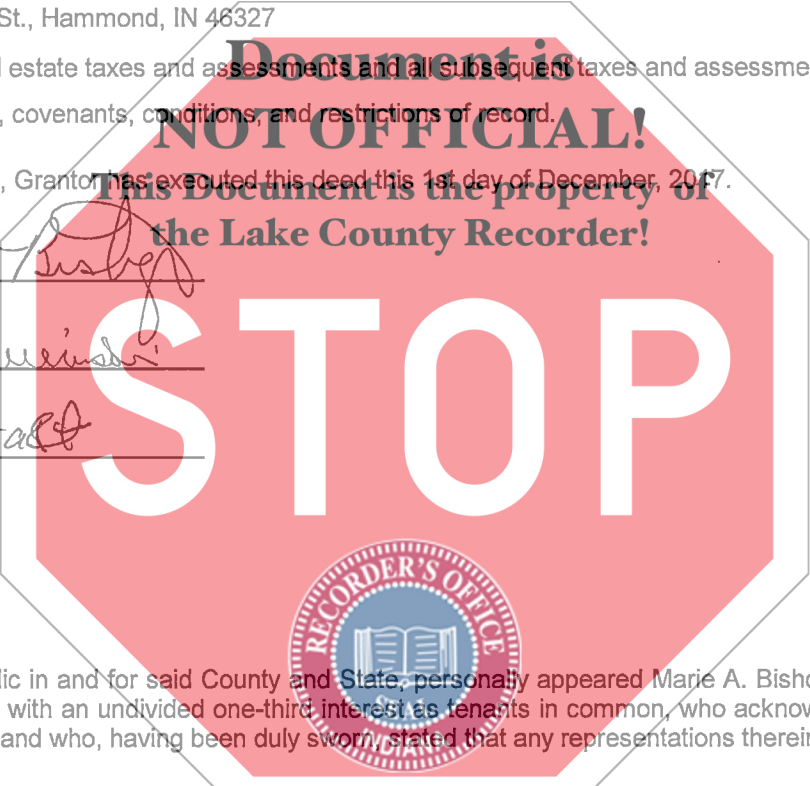 St., Hammond, IN 46327
Document is
estate taxes and assessments and all subsequent taxes and assessme
, covenants, conditions, and restrictions of record.
NOT OFFICIAL!
, Grantor has executed this deed this 1st day of December, 2017.
This Document is the property of
the Lake County Recorder!
STOP
RECORDER'S OFFICE
SEAL
INDIANA
lic in and for said County and State, personally appeared Marie A. Bisho
with an undivided one-third interest as tenants in common, who acknow
and who, having been duly sworn, stated that any representations therein